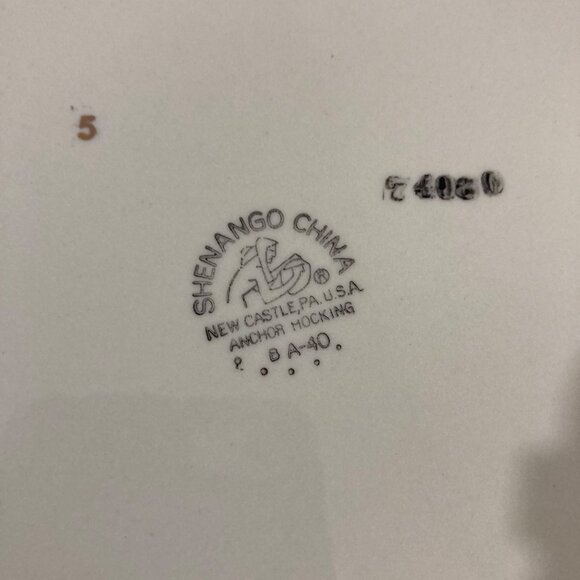 5
SHENANGO CHINA
®
NEW CASTLE, PA. U.S.A.
ANCHOR HOCKING
B A-40